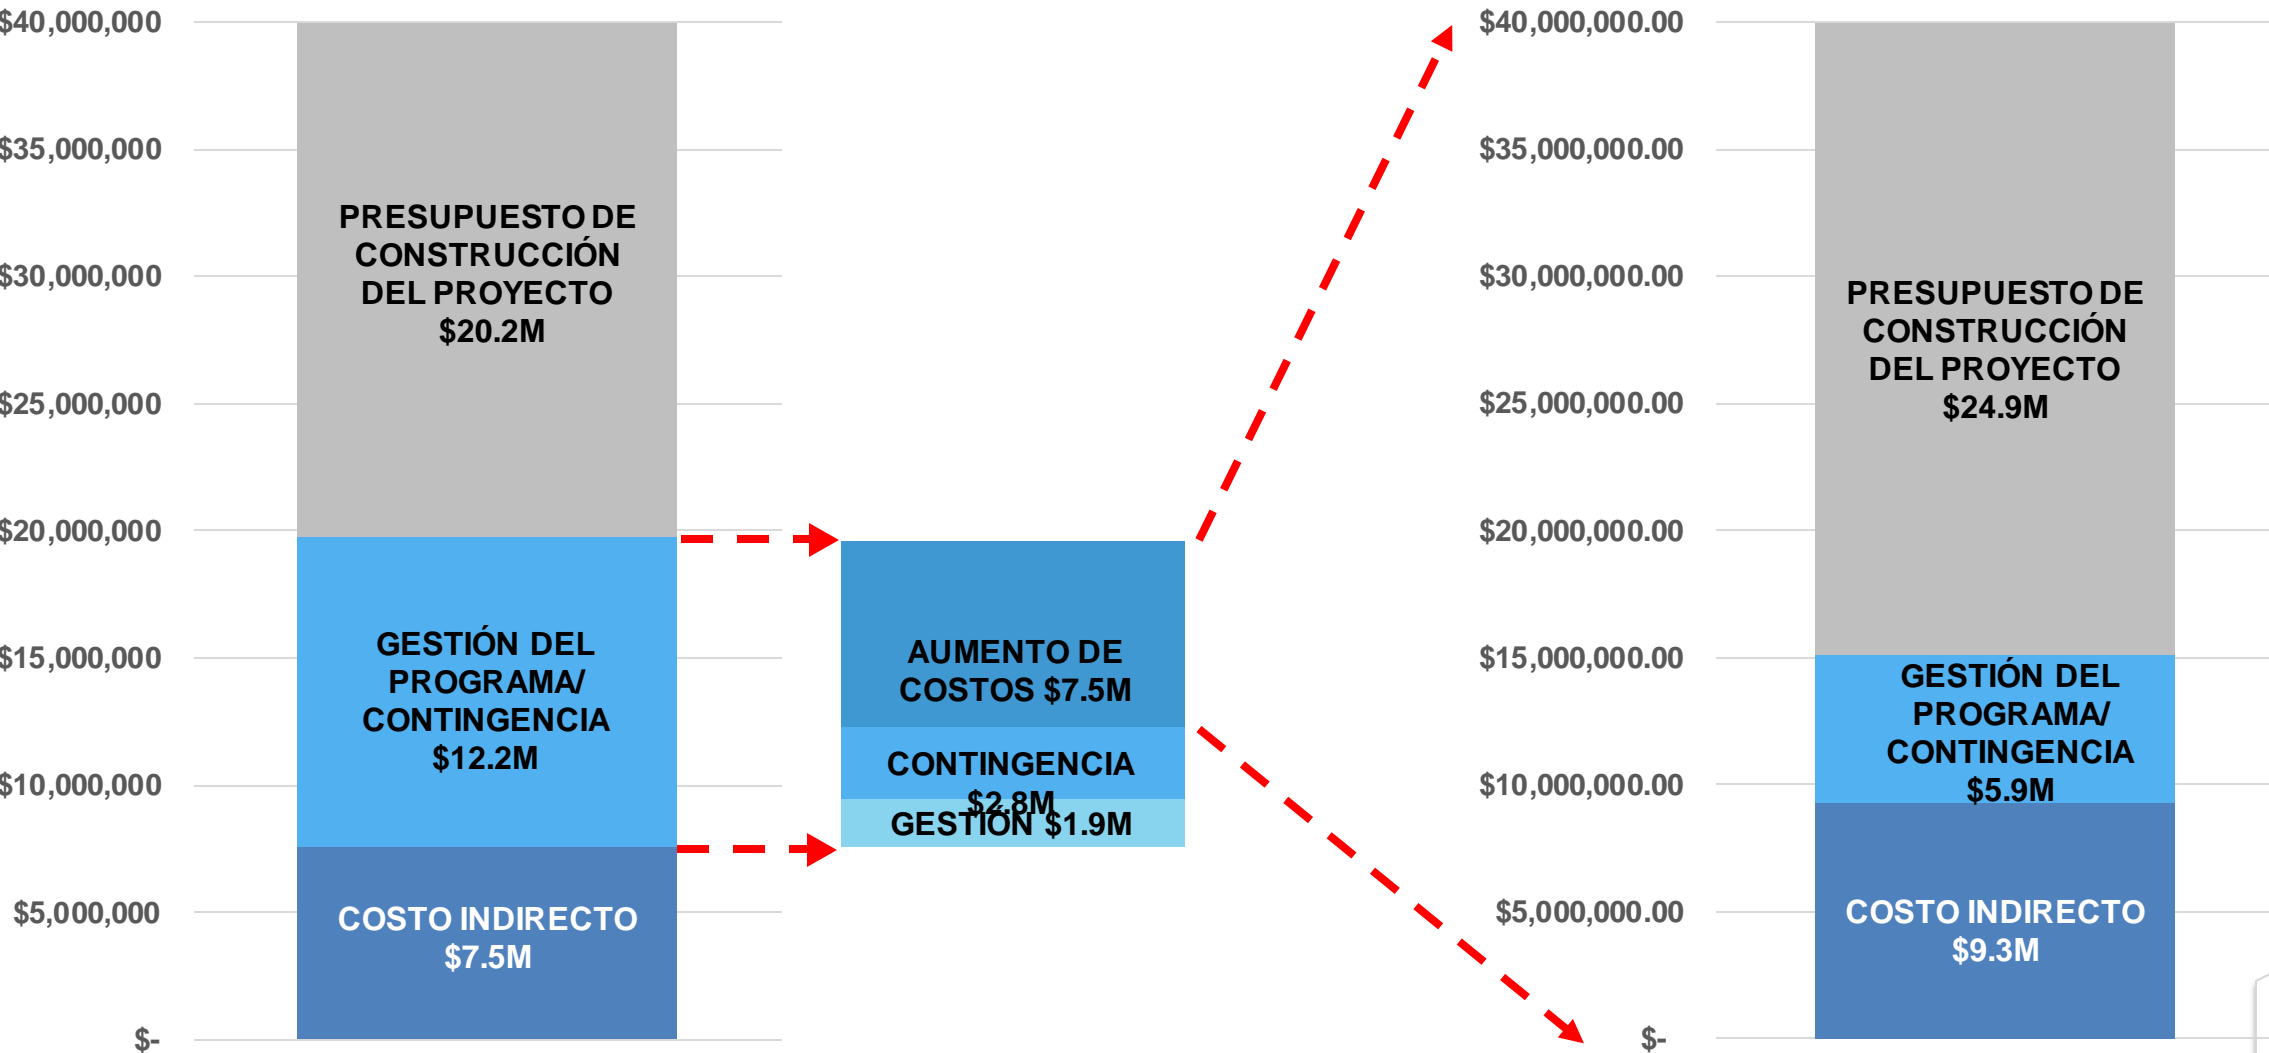 $40,000,000
$35,000,000
$30,000,000
$25,000,000
$20,000,000
$15,000,000
$10,000,000
$5,000,000
$-
PRESUPUESTO DE
CONSTRUCCIÓN
DEL PROYECTO
$20.2M
GESTIÓN DEL
PROGRAMA/
CONTINGENCIA
$12.2M
COSTO INDIRECTO
$7.5M
AUMENTO DE
COSTOS $7.5M
CONTINGENCIA
$2.8M
GESTIÓN $1.9M
$40,000,000.00
$35,000,000.00
$30,000,000.00
$25,000,000.00
$20,000,000.00
$15,000,000.00
$10,000,000.00
$5,000,000.00
$-
PRESUPUESTO DE
CONSTRUCCIÓN
DEL PROYECTO
$24.9M
GESTIÓN DEL
PROGRAMA/
CONTINGENCIA
$5.9M
COSTO INDIRECTO
$9.3M